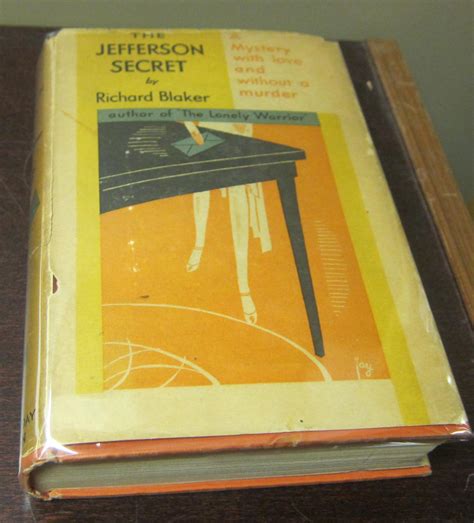 THE
JEFFERSON
SECRET
by
Richard Blaker
A
Mystery
with love
and
without a
murder
author of 'The Lonely Warrior'
Jay